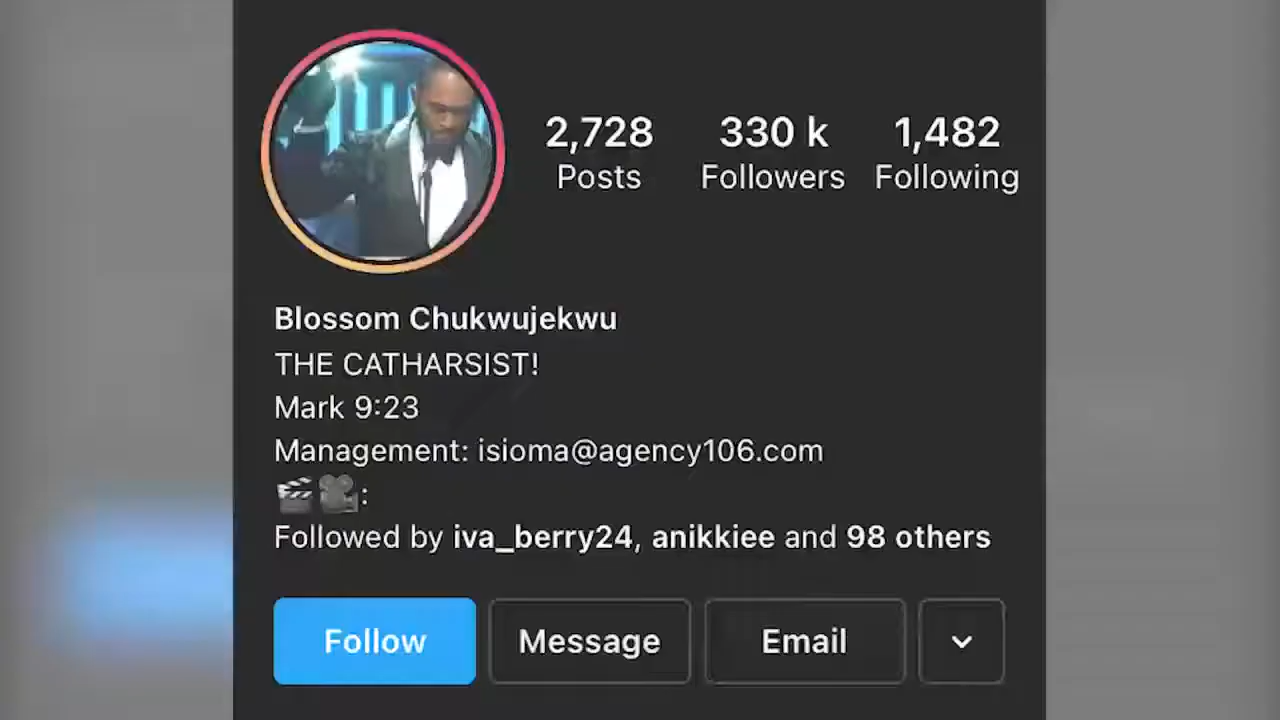 2,728 330 k 1,482
Posts Followers Following
Blossom Chukwujekwu
THE CATHARSIST!
Mark 9:23
Management: isioma@agency106.com
🎬🎥:
Followed by iva_berry24, anikkiee and 98 others
Follow Message Email